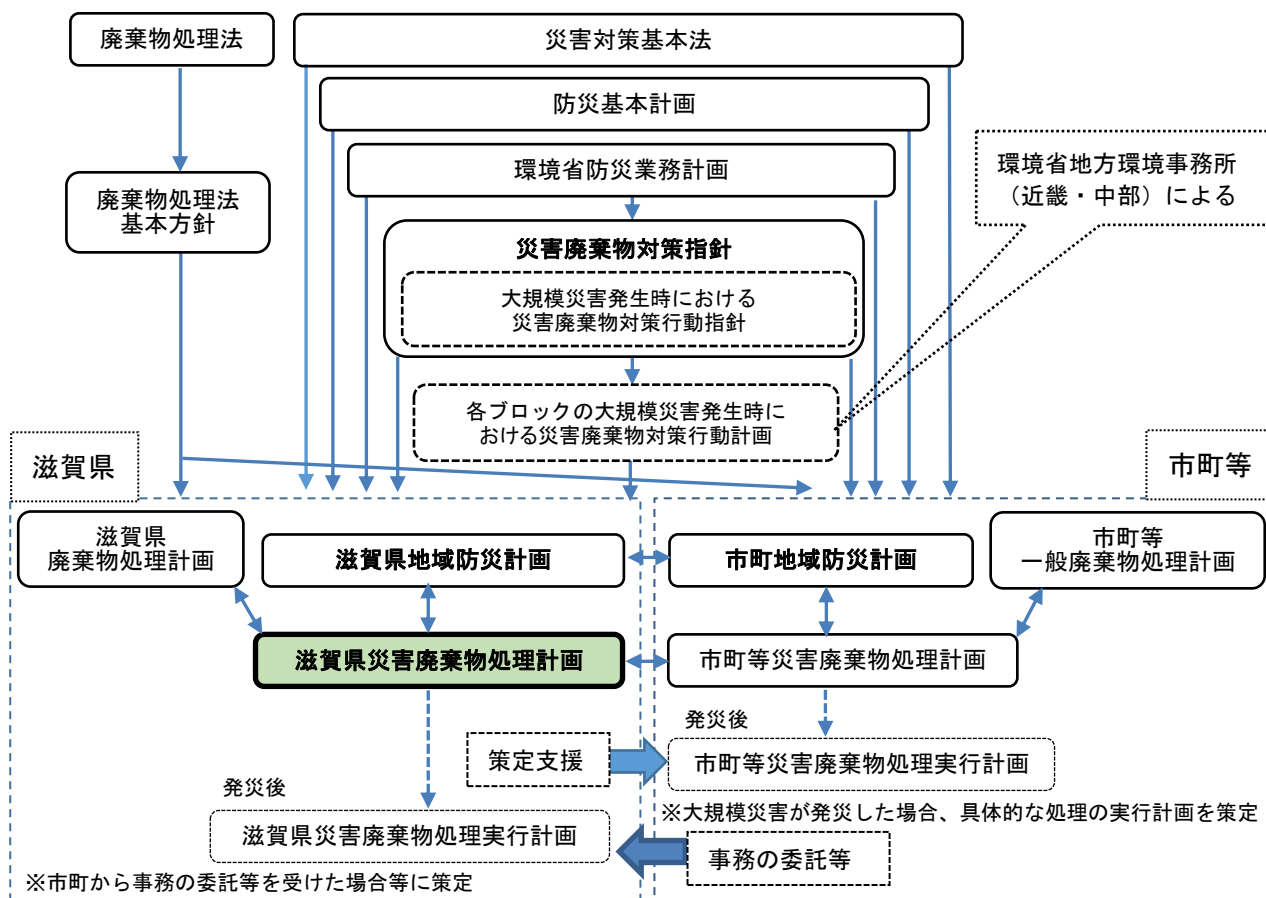 廃棄物処理法
災害対策基本法
防災基本計画
環境省防災業務計画
環境省地方環境事務所
（近畿・中部）による
廃棄物処理法
基本方針
災害廃棄物対策指針
大規模災害発生時における
災害廃棄物対策行動指針
各ブロックの大規模災害発生時に
おける災害廃棄物対策行動計画
滋賀県
市町等
滋賀県
廃棄物処理計画
滋賀県地域防災計画
市町地域防災計画
市町等
一般廃棄物処理計画
滋賀県災害廃棄物処理計画
市町等災害廃棄物処理計画
発災後
策定支援
市町等災害廃棄物処理実行計画
発災後
※大規模災害が発災した場合、具体的な処理の実行計画を策定
滋賀県災害廃棄物処理実行計画
事務の委託等
※市町から事務の委託等を受けた場合等に策定